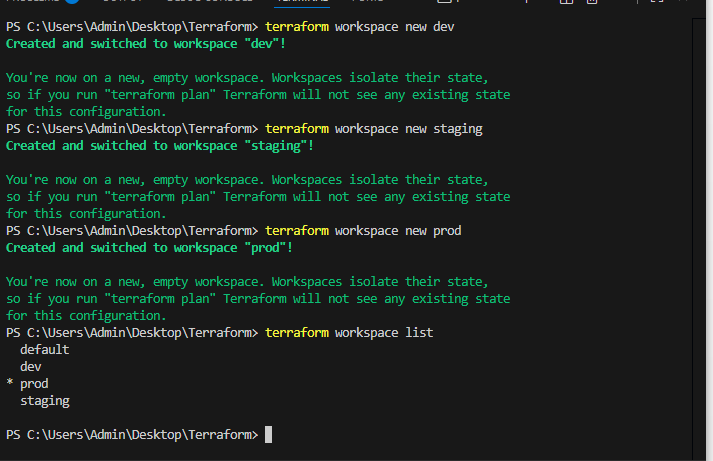 PS C:\Users\Admin\Desktop\Terraform> terraform workspace new dev
Created and switched to workspace "dev"!
You're now on a new, empty workspace. Workspaces isolate their state,
so if you run "terraform plan" Terraform will not see any existing state
for this configuration.
PS C:\Users\Admin\Desktop\Terraform> terraform workspace new staging
Created and switched to workspace "staging"!
You're now on a new, empty workspace. Workspaces isolate their state,
so if you run "terraform plan" Terraform will not see any existing state
for this configuration.
PS C:\Users\Admin\Desktop\Terraform> terraform workspace new prod
Created and switched to workspace "prod"!
You're now on a new, empty workspace. Workspaces isolate their state,
so if you run "terraform plan" Terraform will not see any existing state
for this configuration.
PS C:\Users\Admin\Desktop\Terraform> terraform workspace list
default
dev
* prod
staging
PS C:\Users\Admin\Desktop\Terraform>